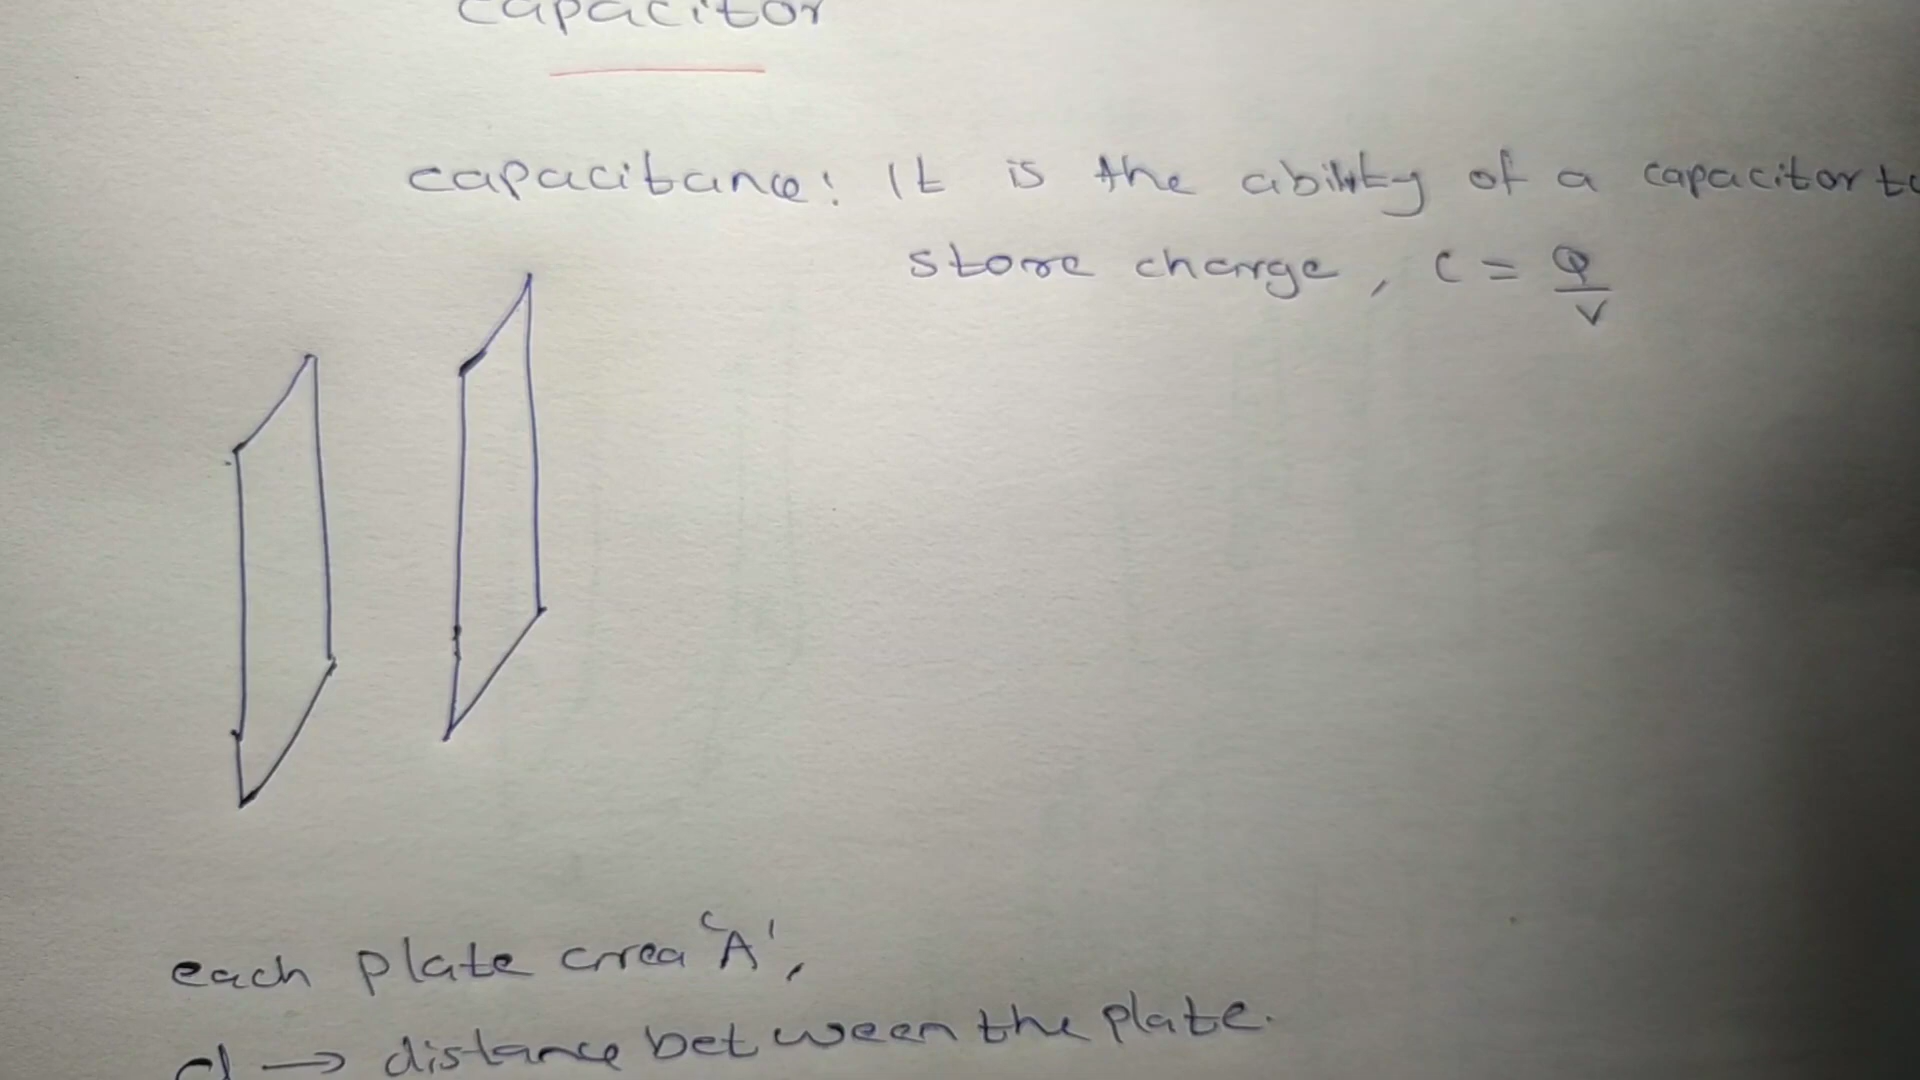 capacitor
capacitance: It is the ability of a capacitor to
store charge, C = Q/V
each plate area 'A',
d → distance between the plate.